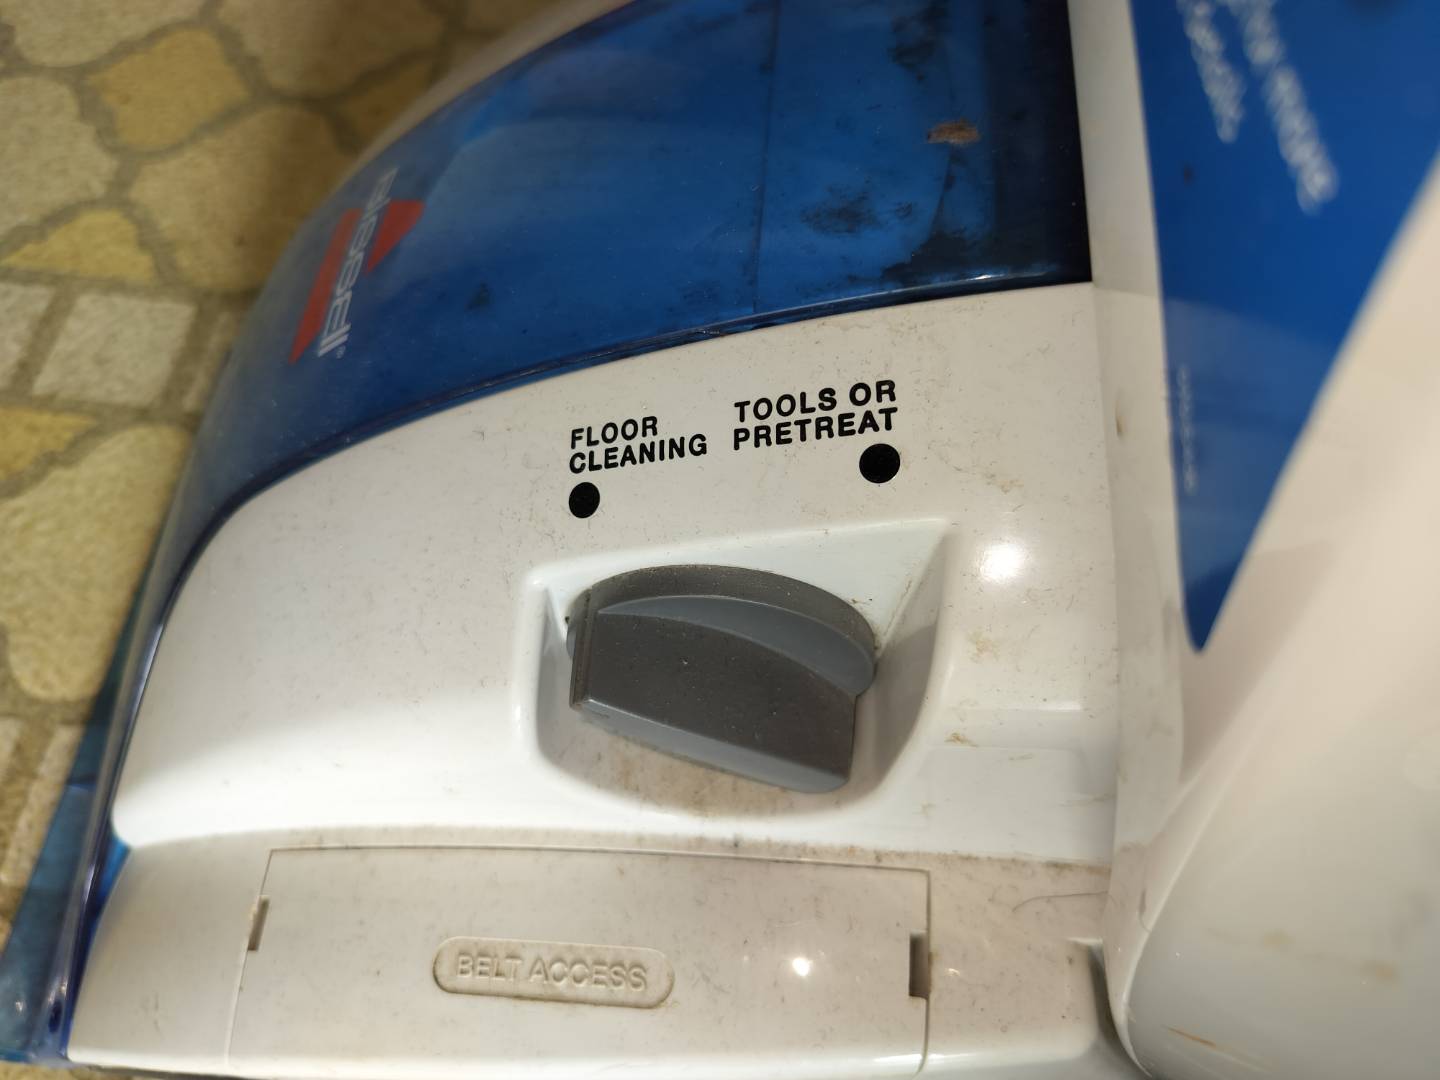 Bissell
FLOOR
CLEANING
TOOLS OR
PRETREAT
BELT ACCESS